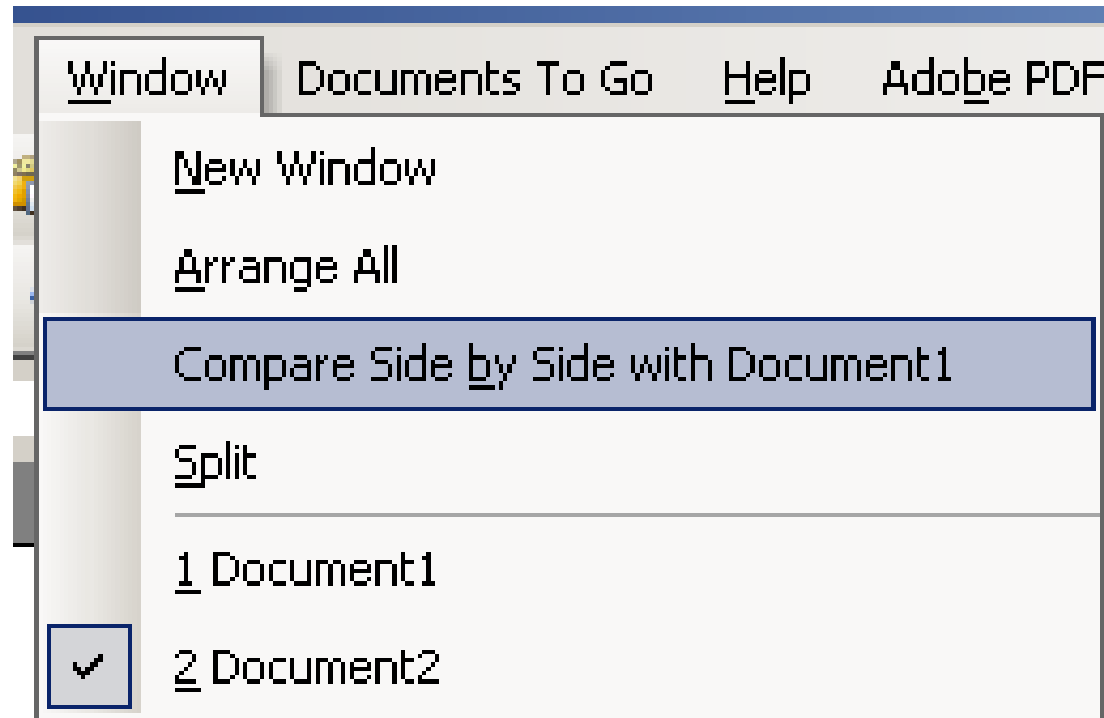 Window Documents To Go Help Adobe PDF
New Window
Arrange All
Compare Side by Side with Document1
Split
1 Document1
2 Document2